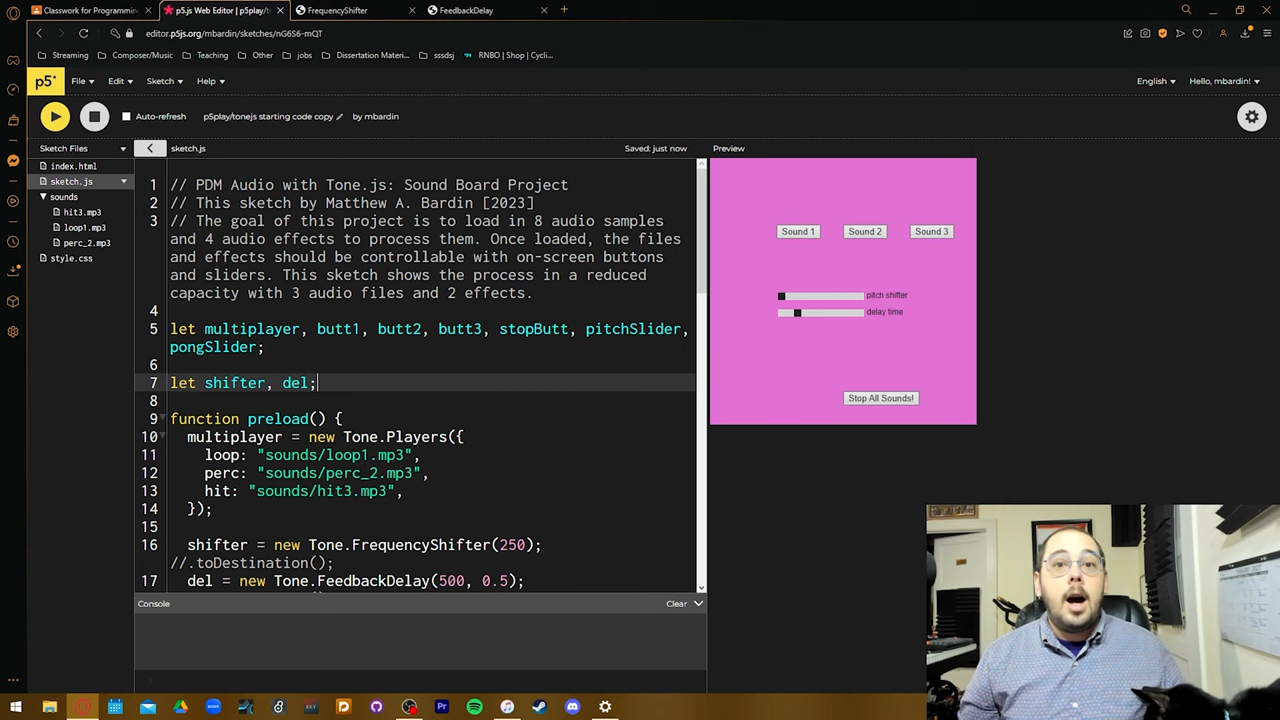 Classwork for Programmin
p5.js Web Editor | p5play/t
FrequencyShifter
FeedbackDelay
editor.p5js.org/mbardin/sketches/nG6S6-mQT
Streaming
Composer/Music
Teaching
Other
jobs
Dissertation Materi...
sssdsj
RNBO | Shop | Cycli...
p5*
File
Edit
Sketch
Help
English
Hello, mbardin!
Auto-refresh
p5play/tonejs starting code copy
by mbardin
Sketch Files
sketch.js
Saved: just now
Preview
index.html
sketch.js
sounds
hit3.mp3
loop1.mp3
perc_2.mp3
style.css
1 // PDM Audio with Tone.js: Sound Board Project
2 // This sketch by Matthew A. Bardin [2023]
3 // The goal of this project is to load in 8 audio samples
and 4 audio effects to process them. Once loaded, the files
and effects should be controllable with on-screen buttons
and sliders. This sketch shows the process in a reduced
capacity with 3 audio files and 2 effects.
4
5 let multiplayer, butt1, butt2, butt3, stopButt, pitchSlider,
pongSlider;
6
7 let shifter, del;
8
9 function preload() {
10 multiplayer = new Tone.Players({
11 loop: "sounds/loop1.mp3",
12 perc: "sounds/perc_2.mp3",
13 hit: "sounds/hit3.mp3",
14 });
15
16 shifter = new Tone.FrequencyShifter(250);
//.toDestination();
17 del = new Tone.FeedbackDelay(500, 0.5);
Sound 1
Sound 2
Sound 3
pitch shifter
delay time
Stop All Sounds!
Console
Clear